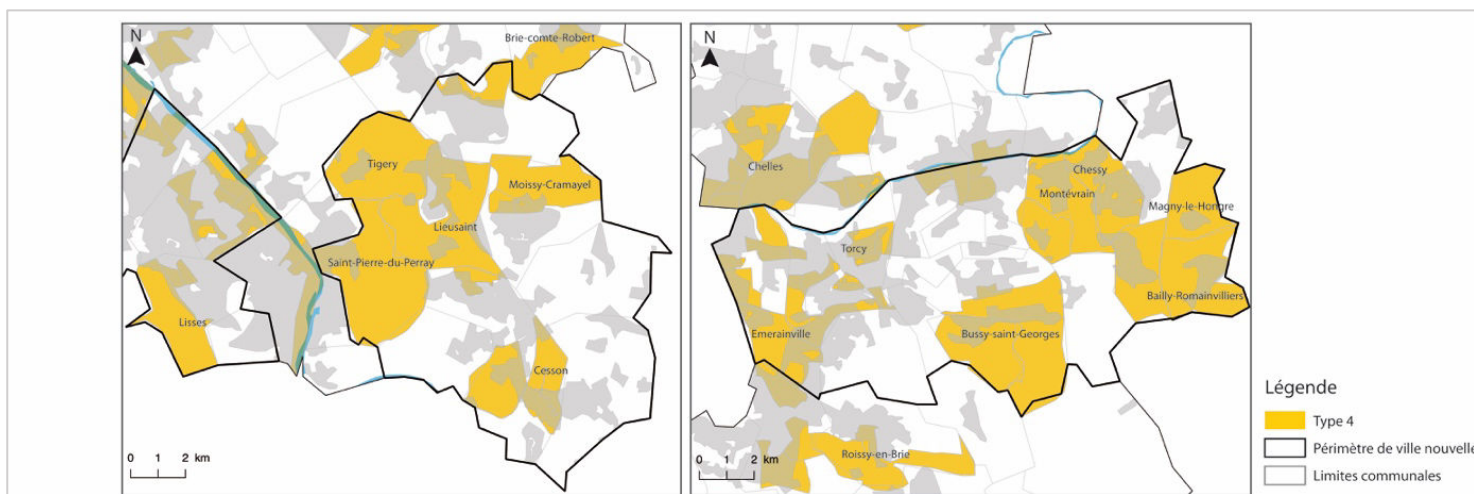 N
Brie-comte-Robert
Tigery
Moissy-Cramayel
Lieusaint
Saint-Pierre-du-Perray
Lisses
Cesson
0 1 2 km
N
Chelles
Chessy
Montévrain
Magny-le-Hongre
Torcy
Bailly-Romainvilliers
Emerainville
Bussy-saint-Georges
Roissy-en-Brie
0 1 2 km
Légende
Type 4
Périmètre de ville nouvelle
Limites communales